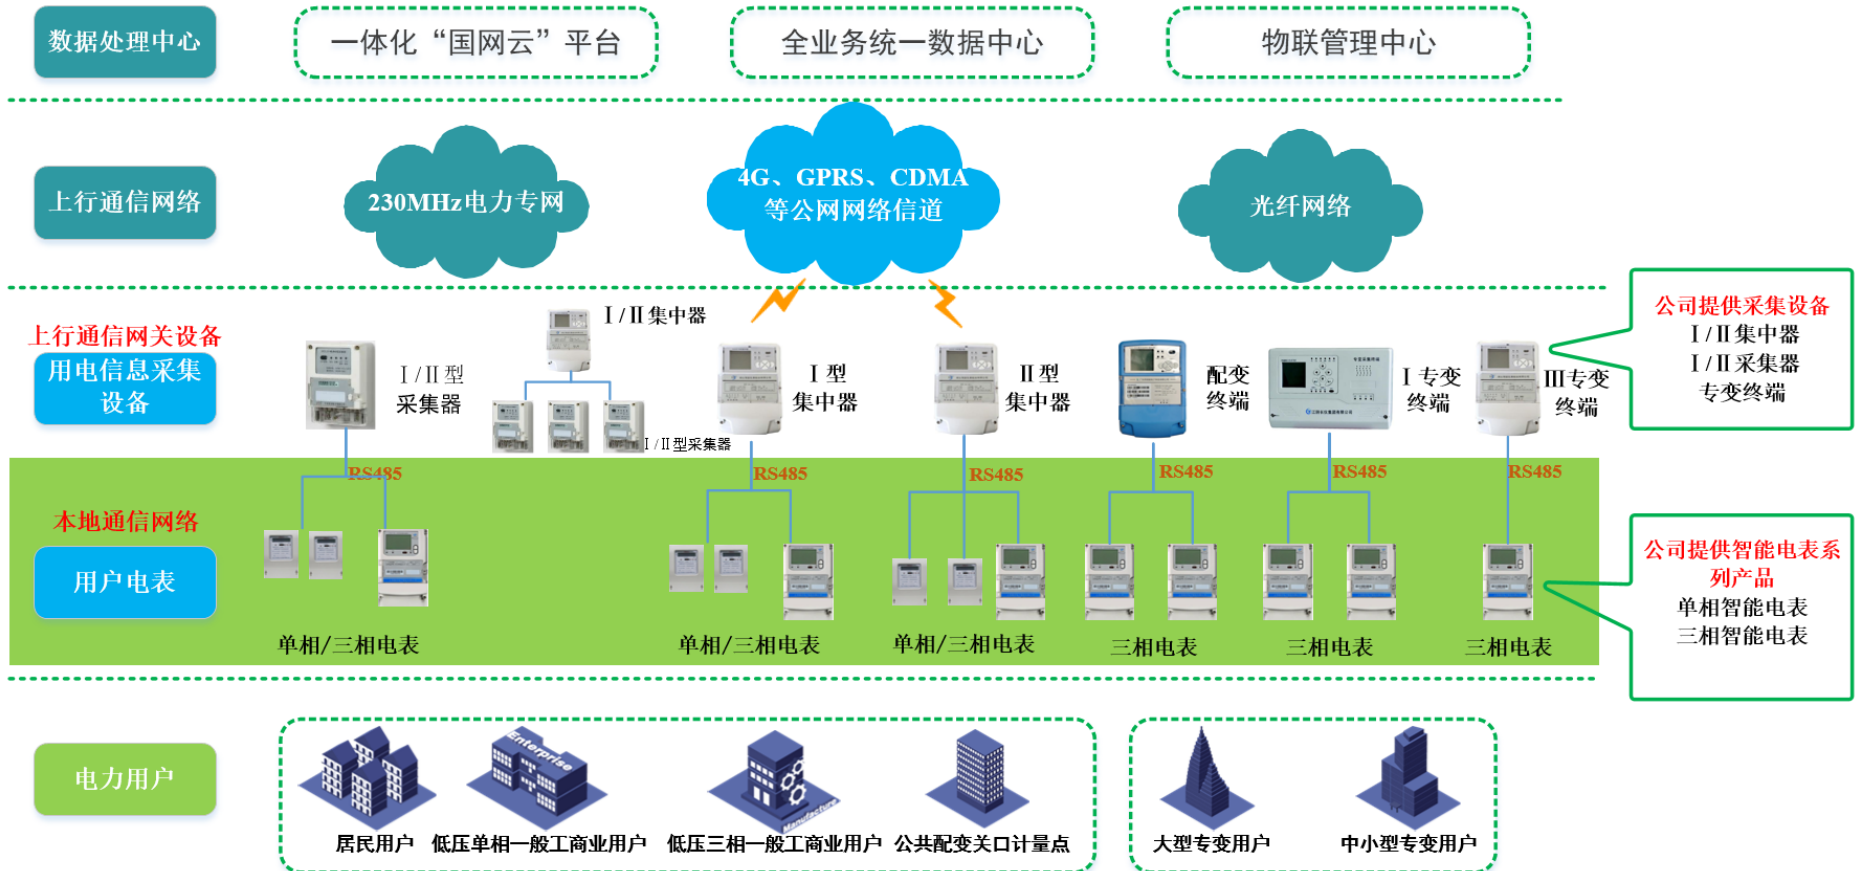 数据处理中心
一体化“国网云”平台
全业务统一数据中心
物联管理中心
上行通信网络
230MHz电力专网
4G、GPRS、CDMA
等公网网络信道
光纤网络
上行通信网关设备
用电信息采集
设备
Ⅰ/Ⅱ型
采集器
Ⅰ/Ⅱ集中器
Ⅰ/Ⅱ型采集器
Ⅰ型
集中器
Ⅱ型
集中器
配变
终端
Ⅰ专变
终端
Ⅲ专变
终端
公司提供采集设备
Ⅰ/Ⅱ集中器
Ⅰ/Ⅱ采集器
专变终端
RS485
RS485
RS485
RS485
RS485
RS485
本地通信网络
用户电表
单相/三相电表
单相/三相电表
单相/三相电表
三相电表
三相电表
三相电表
公司提供智能电表系
列产品
单相智能电表
三相智能电表
电力用户
Enterprise
Manufacture
居民用户
低压单相一般工商业用户
低压三相一般工商业用户
公共配变关口计量点
大型专变用户
中小型专变用户